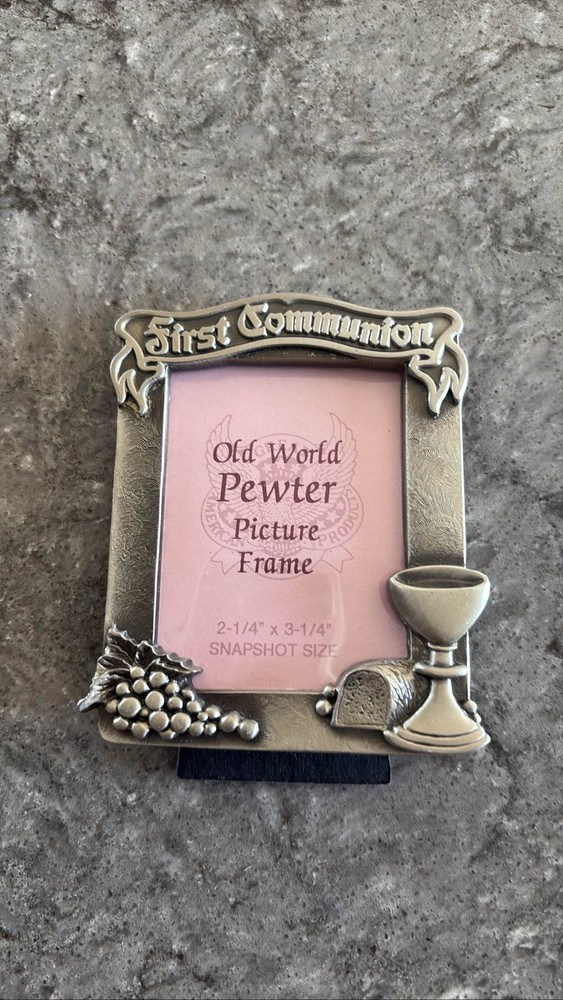 First Communion
Old World
Pewter
Picture
Frame
2-1/4" x 3-1/4"
SNAPSHOT SIZE